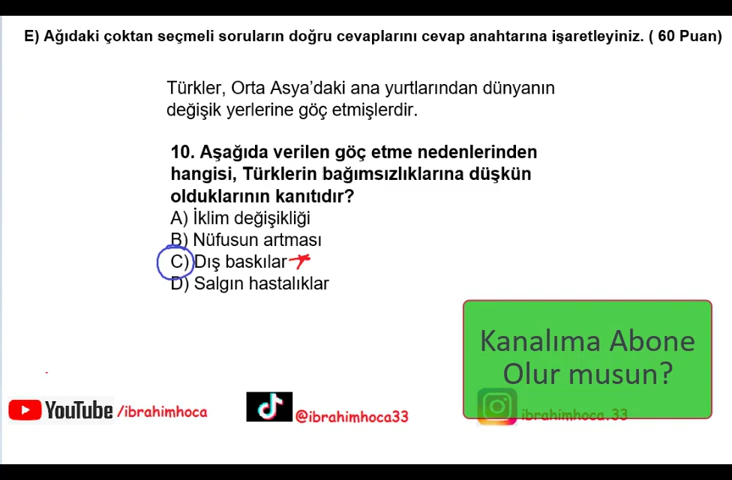 E) Ağıdaki çoktan seçmeli soruların doğru cevaplarını cevap anahtarına işaretleyiniz. ( 60 Puan)
Türkler, Orta Asya'daki ana yurtlarından dünyanın
değişik yerlerine göç etmişlerdir.
10. Aşağıda verilen göç etme nedenlerinden
hangisi, Türklerin bağımsızlıklarına düşkün
olduklarının kanıtıdır?
A) İklim değişikliği
B) Nüfusun artması
C) Dış baskılar
D) Salgın hastalıklar
Kanalıma Abone
Olur musun?
YouTube /ibrahimhoca
@ibrahimhoca33
ibrahimhoca.33